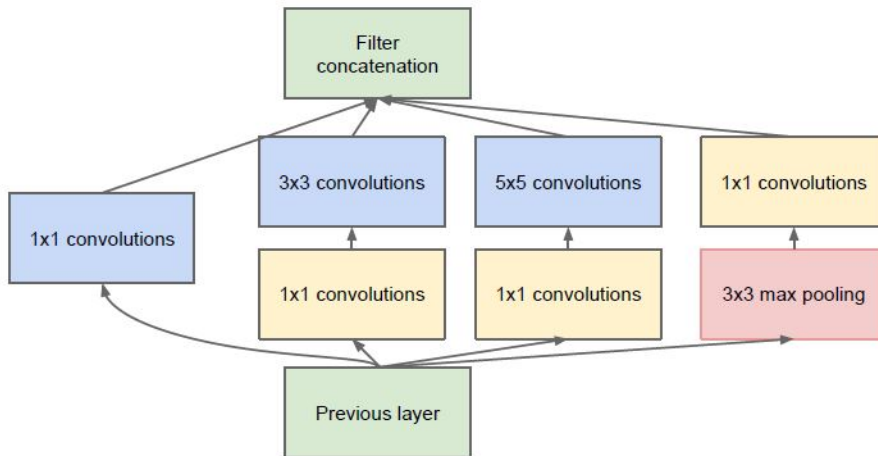 Filter
concatenation
3x3 convolutions
5x5 convolutions
1x1 convolutions
1x1 convolutions
1x1 convolutions
1x1 convolutions
3x3 max pooling
Previous layer